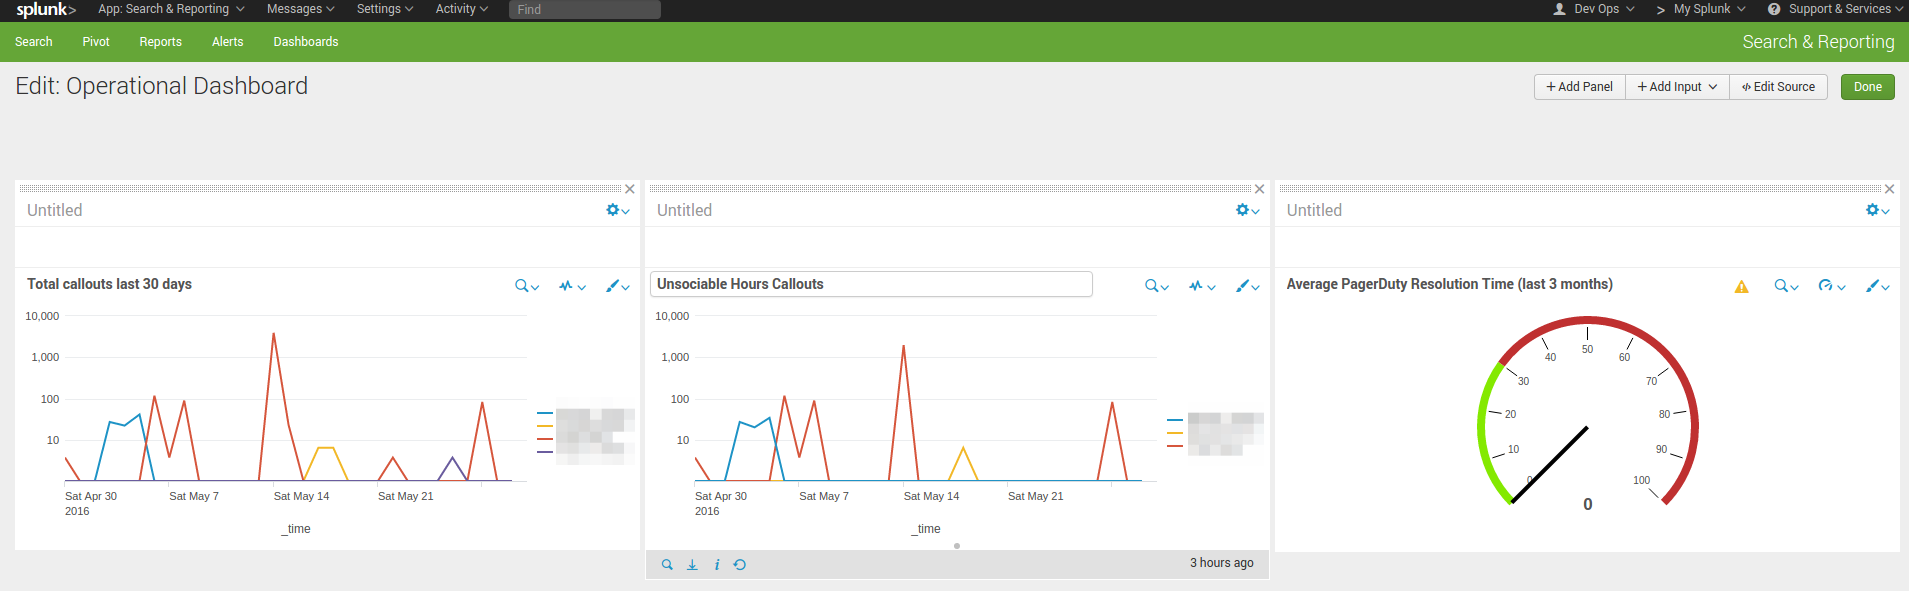 splunk> App: Search & Reporting Messages Settings Activity Find Dev Ops > My Splunk Support & Services
Search Pivot Reports Alerts Dashboards Search & Reporting
Edit: Operational Dashboard + Add Panel + Add Input Edit Source Done
Untitled
Total callouts last 30 days
10,000
1,000
100
10
Sat Apr 30
2016
Sat May 7
Sat May 14
Sat May 21
_time
Untitled
Unsociable Hours Callouts
10,000
1,000
100
10
Sat Apr 30
2016
Sat May 7
Sat May 14
Sat May 21
_time
3 hours ago
Untitled
Average PagerDuty Resolution Time (last 3 months)
0
10
20
30
40
50
60
70
80
90
100
0